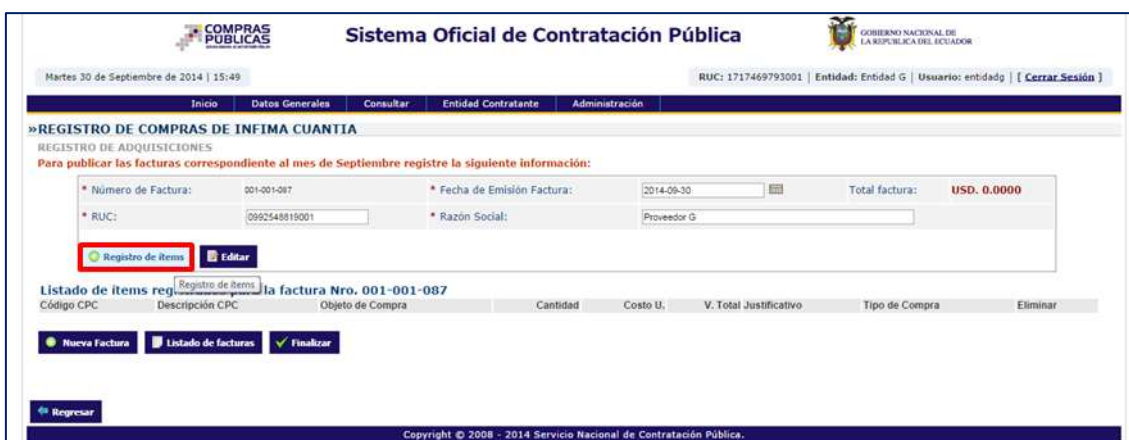 COMPRAS PÚBLICAS
Sistema Oficial de Contratación Pública
GOBIERNO NACIONAL DE LA REPUBLICA DEL ECUADOR
Martes 30 de Septiembre de 2014 | 15:49
RUC: 1717469793001 | Entidad: Entidad G | Usuario: entidadg | [ Cerrar Sesión ]
Inicio Datos Generales Consultar Entidad Contratante Administración
»REGISTRO DE COMPRAS DE INFIMA CUANTIA
REGISTRO DE ADQUISICIONES
Para publicar las facturas correspondiente al mes de Septiembre registre la siguiente información:
* Número de Factura: 001-001-087 * Fecha de Emisión Factura: 2014-09-30 Total factura: USD. 0.0000
* RUC: 0992548819001 * Razón Social: Proveedor G
Registro de ítems Editar
Registro de ítems
Listado de ítems la factura Nro. 001-001-087
Código CPC Descripción CPC Objeto de Compra Cantidad Costo U. V. Total Justificativo Tipo de Compra Eliminar
Nueva Factura Listado de facturas Finalizar
Regresar
Copyright © 2008 - 2014 Servicio Nacional de Contratación Pública.